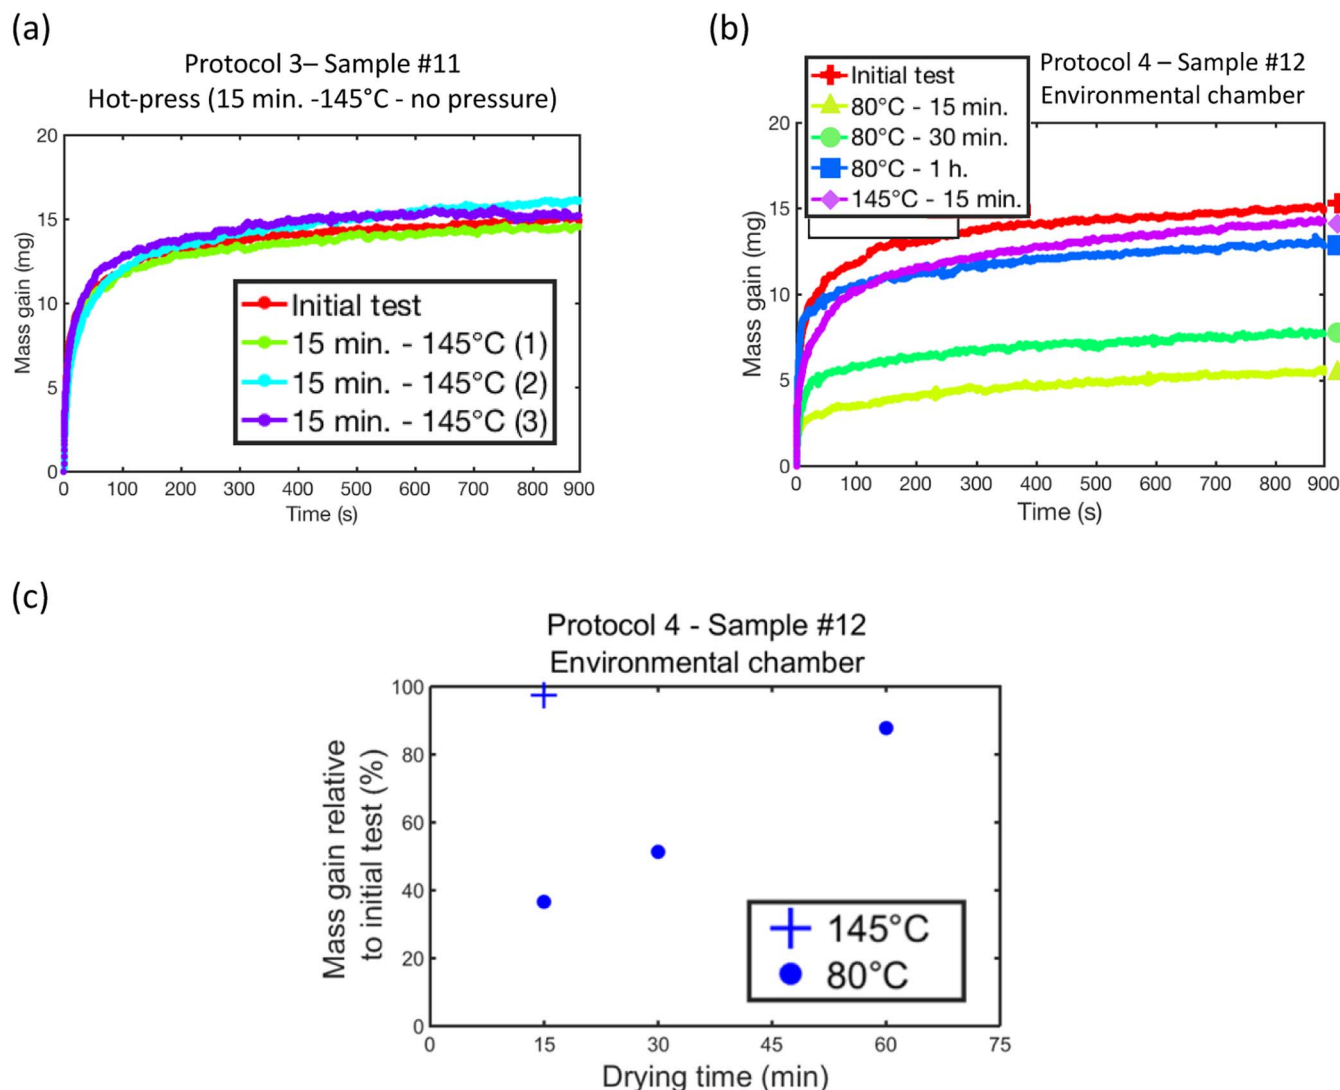 (a)
Protocol 3– Sample #11
Hot-press (15 min. -145°C - no pressure)
20
15
10
5
0
Mass gain (mg)
Initial test
15 min. - 145°C (1)
15 min. - 145°C (2)
15 min. - 145°C (3)
0 100 200 300 400 500 600 700 800 900
Time (s)
(b)
Protocol 4 – Sample #12
Environmental chamber
Initial test
80°C - 15 min.
80°C - 30 min.
80°C - 1 h.
145°C - 15 min.
20
15
10
5
0
Mass gain (mg)
0 100 200 300 400 500 600 700 800 900
Time (s)
(c)
Protocol 4 - Sample #12
Environmental chamber
100
80
60
40
20
0
Mass gain relative
to initial test (%)
145°C
80°C
0 15 30 45 60 75
Drying time (min)